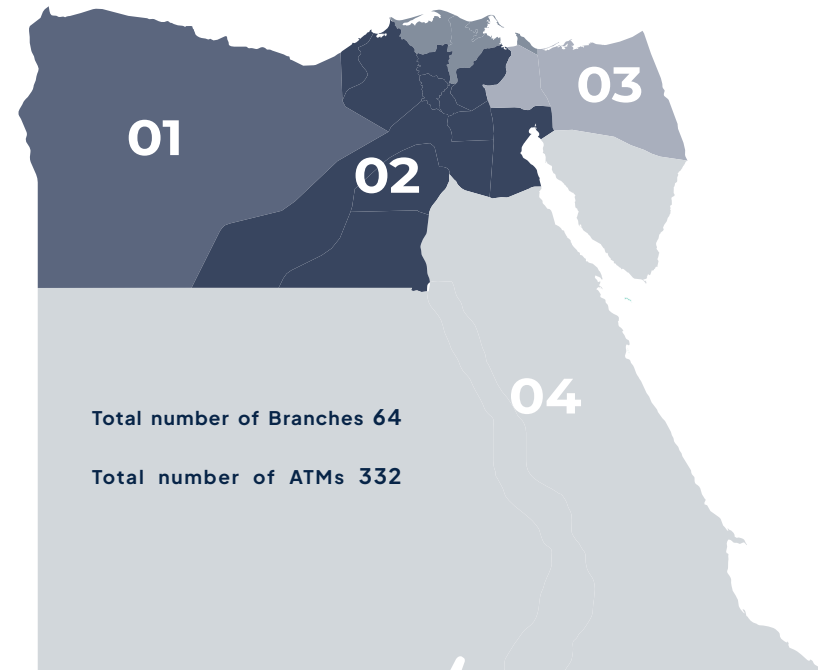 03
01
02
04
Total number of Branches 64
Total number of ATMs 332